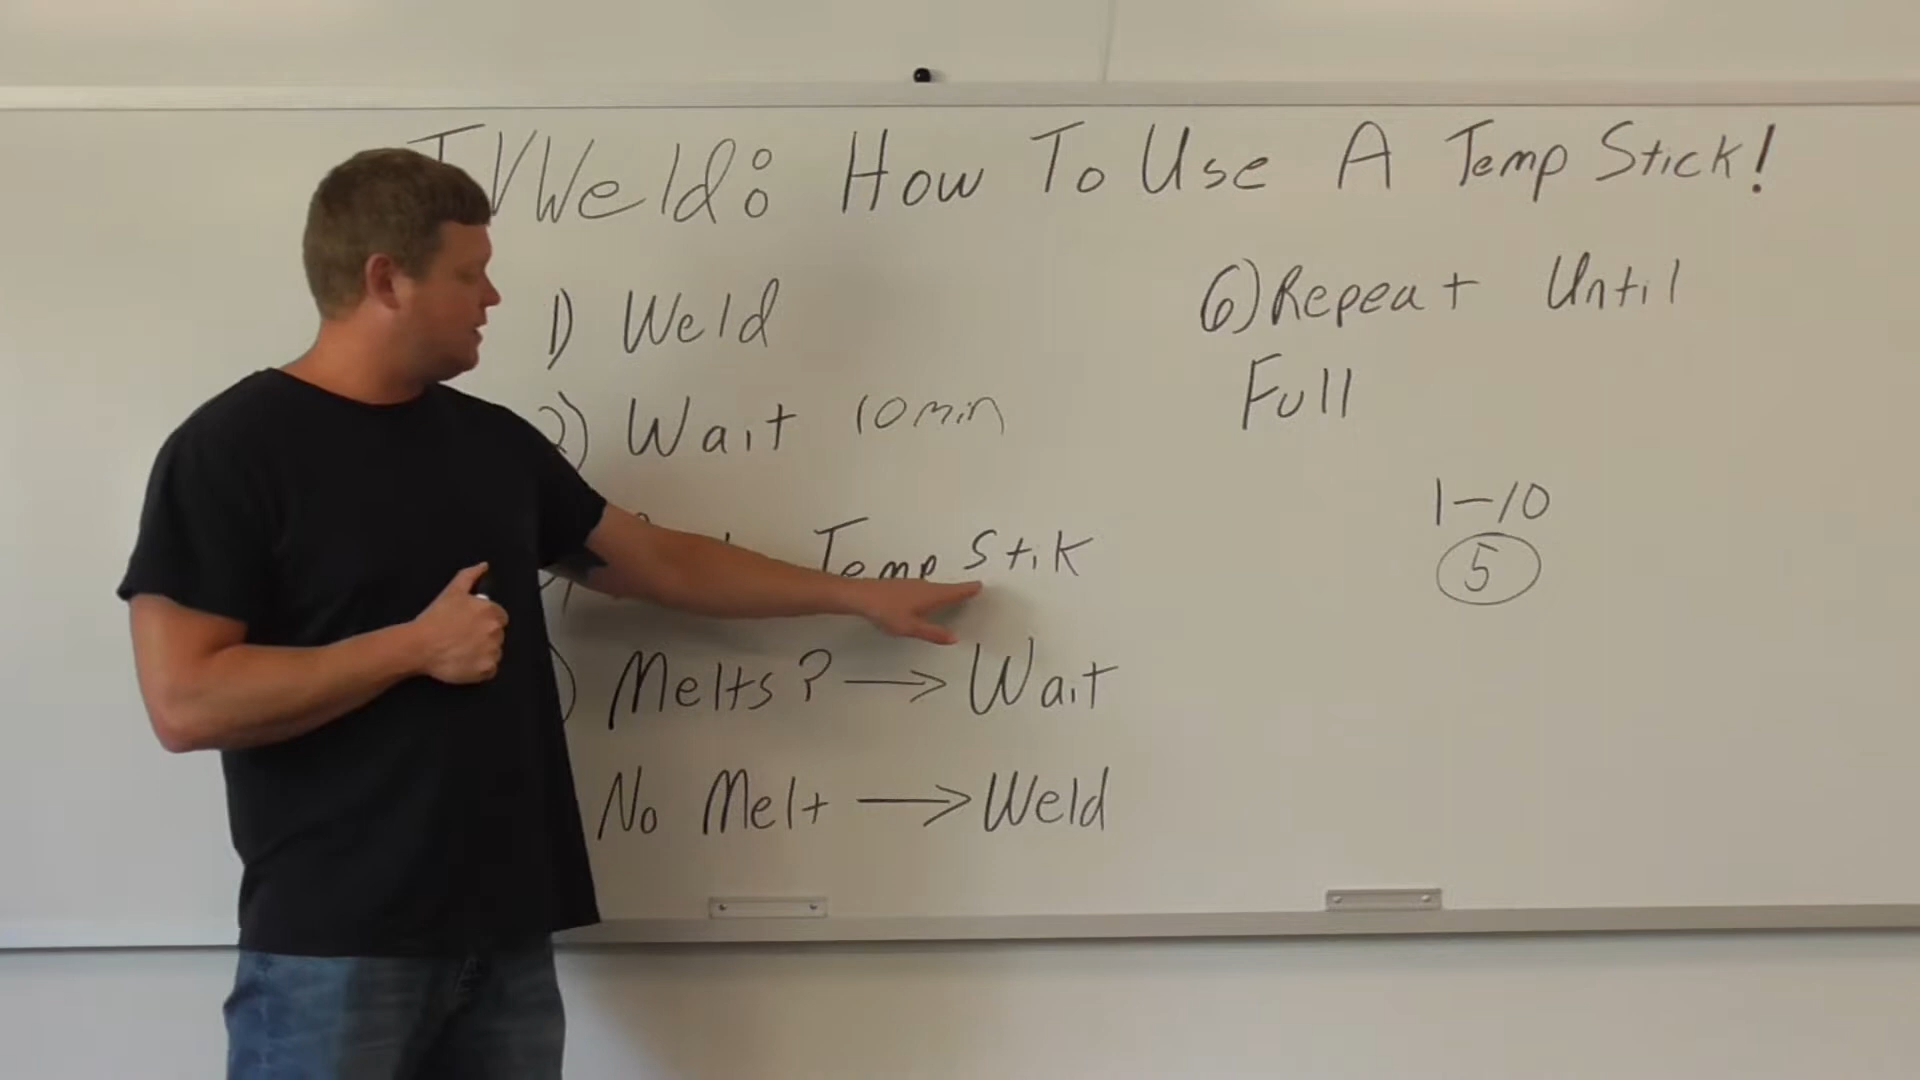 TVWeld: How To Use A Temp Stick!
1) Weld
2) Wait 10min
Temp Stik
Melts? → Wait
No Melt → Weld
6) Repeat Until
Full
1-10
5